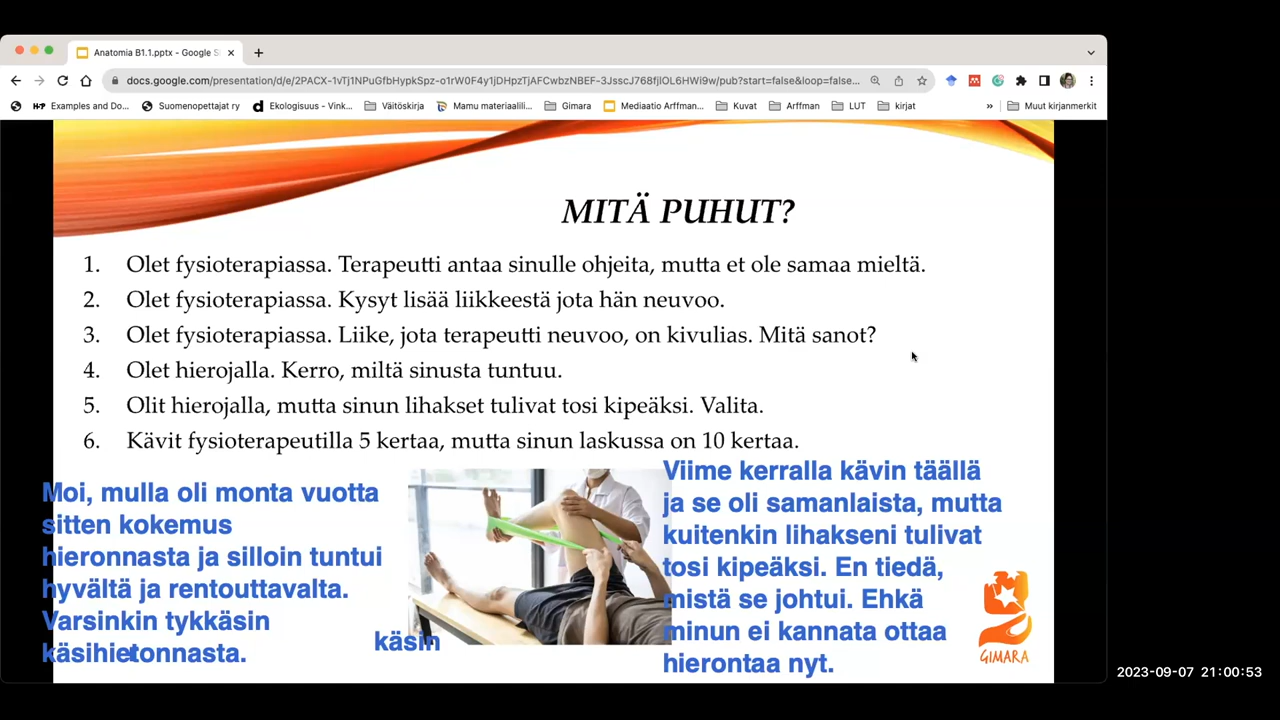 Anatomia B1.1.pptx - Google S
docs.google.com/presentation/d/e/2PACX-1vTj1NPuGfbHypkSpz-o1rW0F4y1jDHpzTjAFCwbzNBEF-3JsscJ768fjlOL6HWi9w/pub?start=false&loop=false...
Examples and Do...
Suomenopettajat ry
Ekologisuus - Vink...
Väitöskirja
Mamu materiaalili...
Gimara
Mediaatio Arffman...
Kuvat
Arffman
LUT
kirjat
»
Muut kirjanmerkit
MITÄ PUHUT?
1. Olet fysioterapiassa. Terapeutti antaa sinulle ohjeita, mutta et ole samaa mieltä.
2. Olet fysioterapiassa. Kysyt lisää liikkeestä jota hän neuvoo.
3. Olet fysioterapiassa. Liike, jota terapeutti neuvoo, on kivulias. Mitä sanot?
4. Olet hierojalla. Kerro, miltä sinusta tuntuu.
5. Olit hierojalla, mutta sinun lihakset tulivat tosi kipeäksi. Valita.
6. Kävit fysioterapeutilla 5 kertaa, mutta sinun laskussa on 10 kertaa.
Moi, mulla oli monta vuotta
sitten kokemus
hieronnasta ja silloin tuntui
hyvältä ja rentouttavalta.
Varsinkin tykkäsin
käsihietonnasta.
käsin
Viime kerralla kävin täällä
ja se oli samanlaista, mutta
kuitenkin lihakseni tulivat
tosi kipeäksi. En tiedä,
mistä se johtui. Ehkä
minun ei kannata ottaa
hierontaa nyt.
GIMARA
2023-09-07 21:00:53